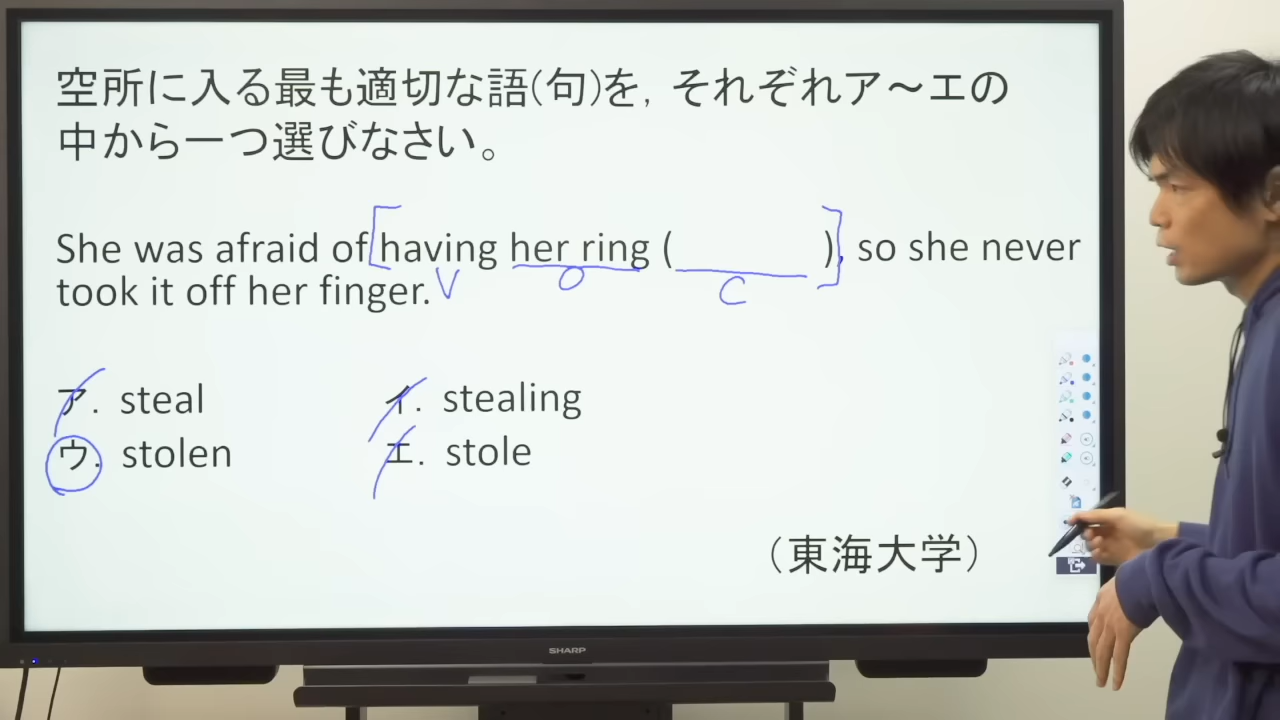 空所に入る最も適切な語(句)を，それぞれア～エの
中から一つ選びなさい。
She was afraid of [having her ring (          )], so she never
V O C
took it off her finger.
ア. steal イ. stealing
ウ. stolen エ. stole
（東海大学）
SHARP